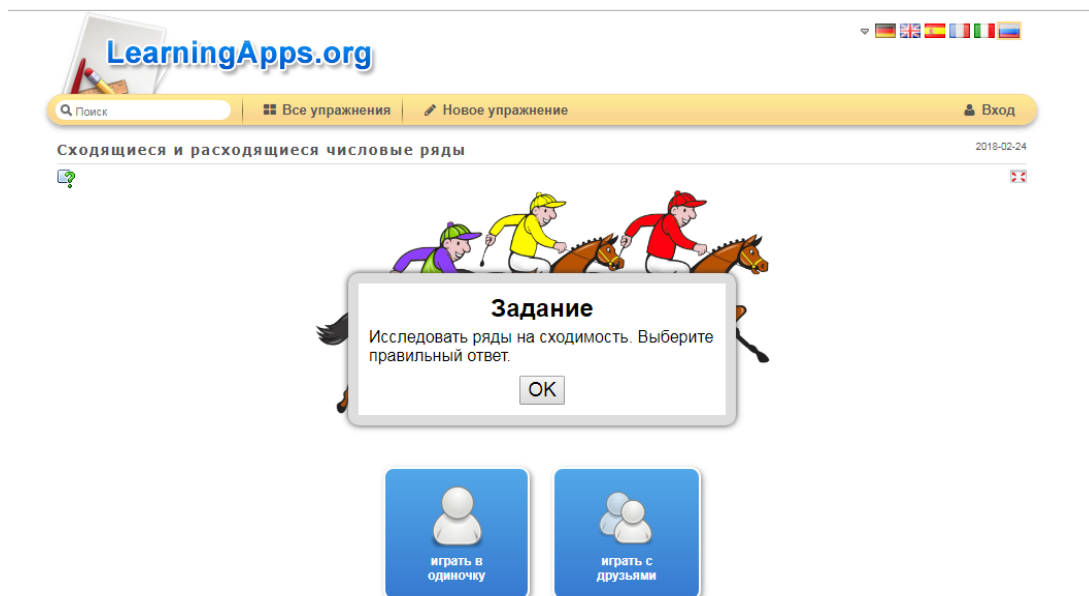 LearningApps.org
Поиск
Все упражнения
Новое упражнение
Вход
Сходящиеся и расходящиеся числовые ряды
2018-02-24
Задание
Исследовать ряды на сходимость. Выберите
правильный ответ.
OK
играть в
одиночку
играть с
друзьями